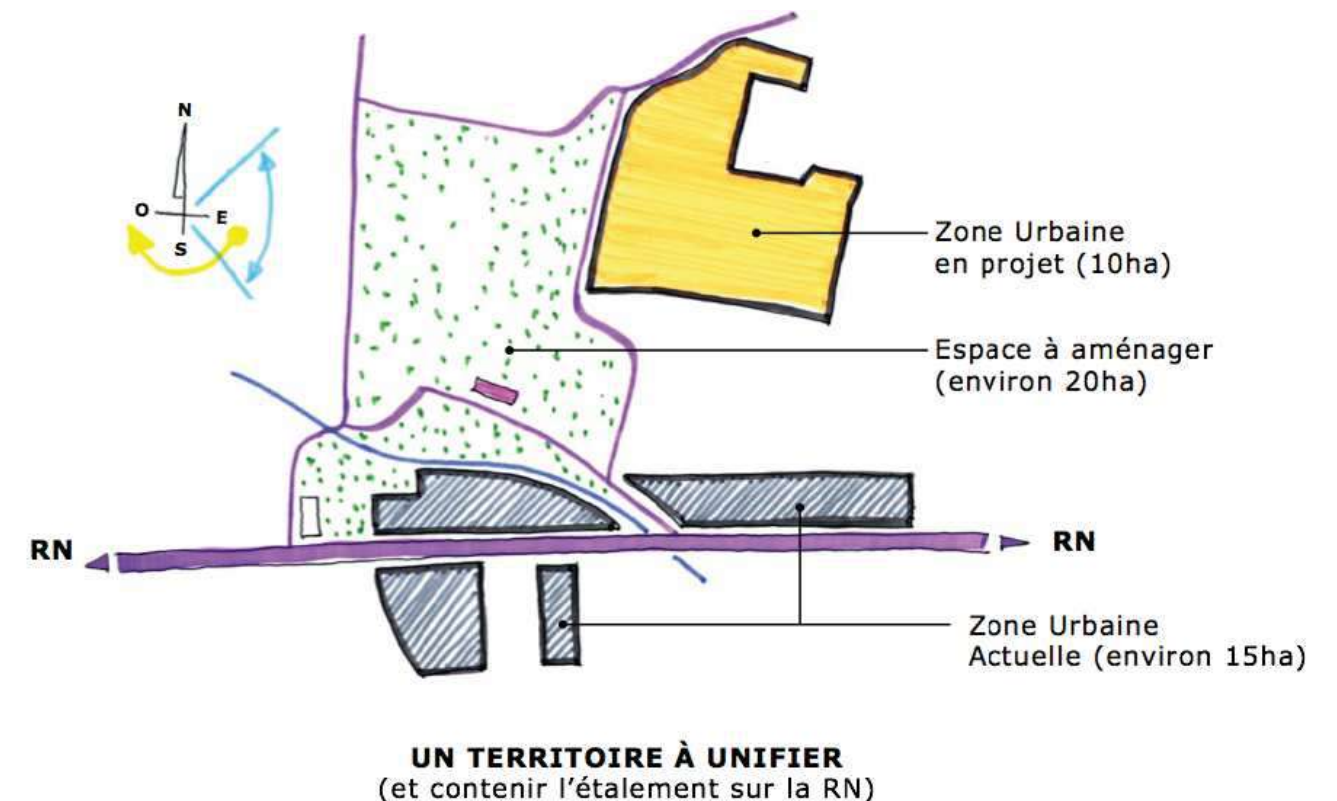 N
O
E
S
Zone Urbaine
en projet (10ha)
Espace à aménager
(environ 20ha)
RN
RN
Zone Urbaine
Actuelle (environ 15ha)
UN TERRITOIRE À UNIFIER
(et contenir l'étalement sur la RN)